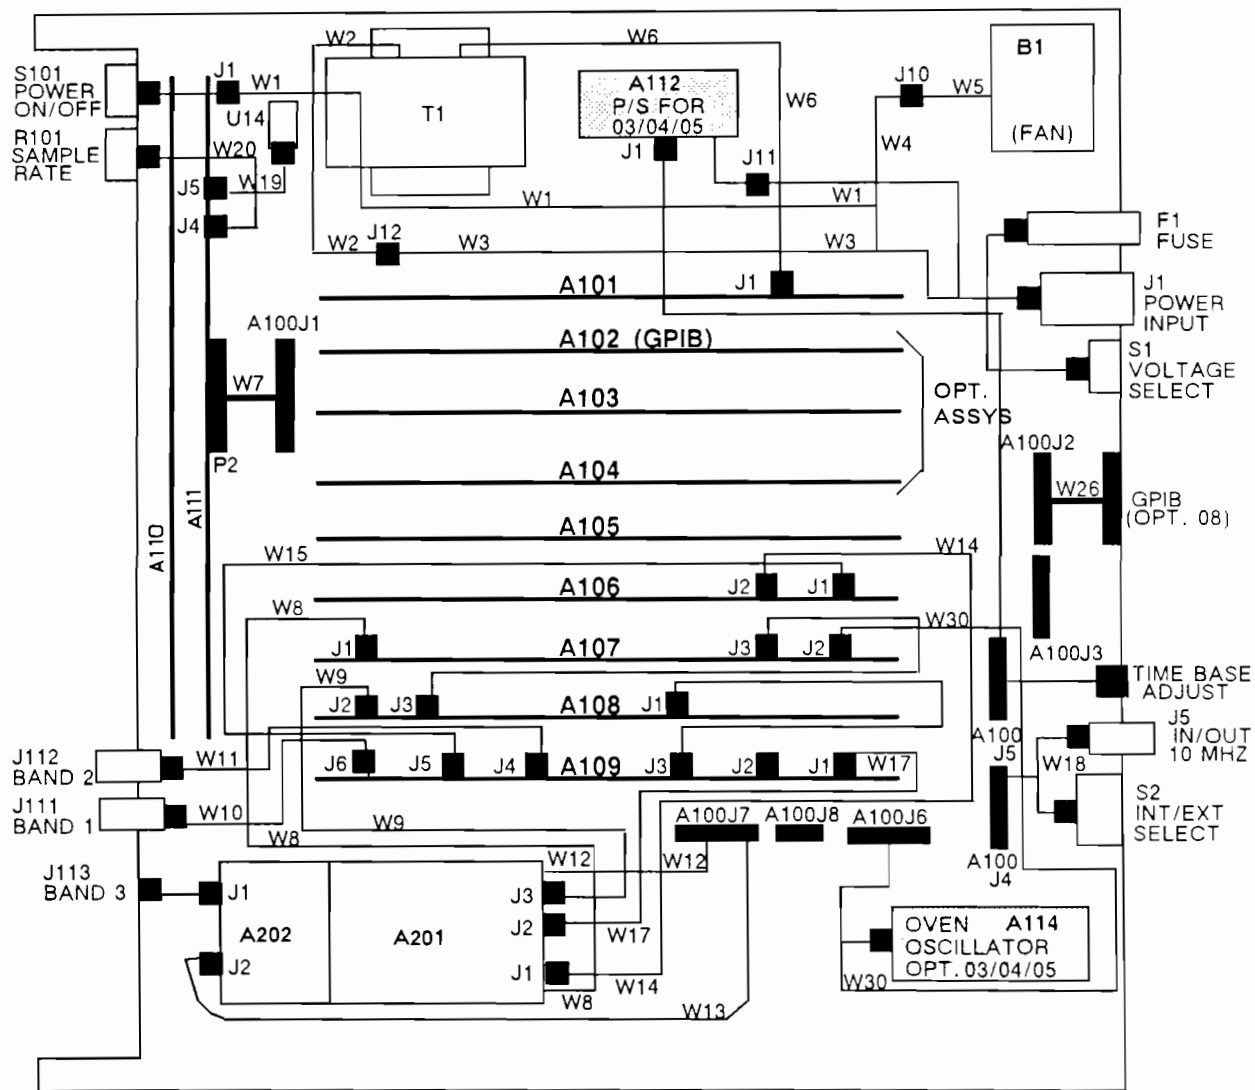 S101
POWER
ON/OFF
R101
SAMPLE
RATE
J1
W1
U14
W20
J5
W19
J4
W2
W6
T1
A112
P/S FOR
03/04/05
J1
W6
J11
J10
W5
B1
(FAN)
W4
W1
W1
W2
J12
W3
W3
F1
FUSE
J1
POWER
INPUT
S1
VOLTAGE
SELECT
A101
J1
A100J1
W7
P2
A102 (GPIB)
A103
OPT.
ASSYS
A104
A105
A110
A111
A100J2
W26
GPIB
(OPT. 08)
W15
W14
A106
J2
J1
W8
W30
J1
A107
J3
J2
A100J3
W9
J2
J3
A108
J1
TIME BASE
ADJUST
A100
J5
J5
IN/OUT
10 MHZ
W18
J112
BAND 2
W11
J6
J5
J4
A109
J3
J2
J1
W17
S2
INT/EXT
SELECT
J111
BAND 1
W10
W9
W8
A100J7
A100J8
A100J6
W12
W12
A100
J4
J113
BAND 3
J1
J3
A202
A201
J2
W17
J2
J1
W8
W14
W13
OVEN A114
OSCILLATOR
OPT. 03/04/05
W30